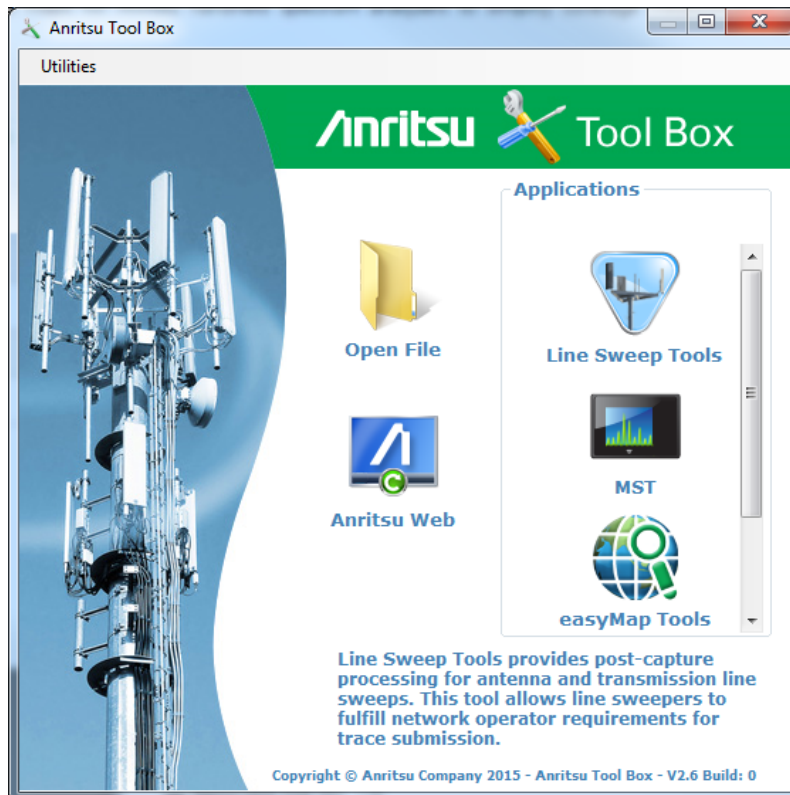 Anritsu Tool Box
Utilities
Anritsu Tool Box
Applications
Open File
Line Sweep Tools
MST
Anritsu Web
easyMap Tools
Line Sweep Tools provides post-capture
processing for antenna and transmission line
sweeps. This tool allows line sweepers to
fulfill network operator requirements for
trace submission.
Copyright © Anritsu Company 2015 - Anritsu Tool Box - V2.6 Build: 0